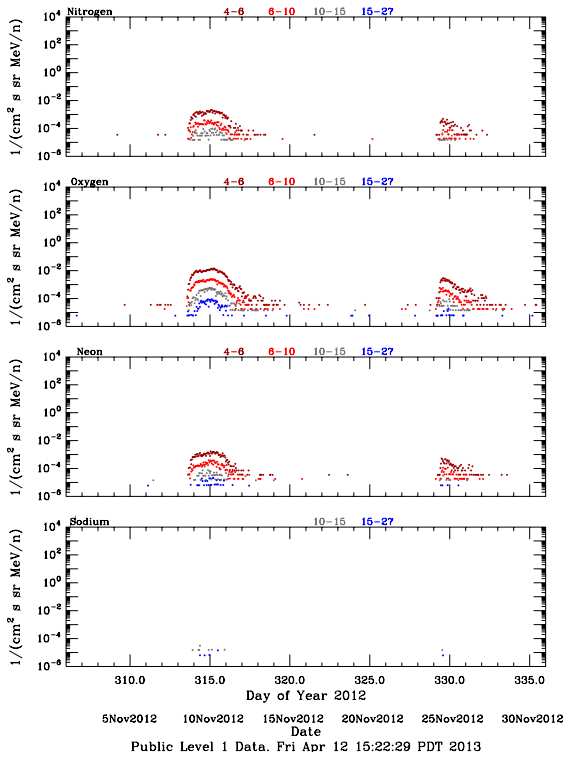 Nitrogen 4-6 6-10 10-15 15-27
10^4
10^2
10^0
10^-2
10^-4
10^-6
1/(cm^2 s sr MeV/n)
Oxygen 4-6 6-10 10-15 15-27
10^4
10^2
10^0
10^-2
10^-4
10^-6
1/(cm^2 s sr MeV/n)
Neon 4-6 6-10 10-15 15-27
10^4
10^2
10^0
10^-2
10^-4
10^-6
1/(cm^2 s sr MeV/n)
Sodium 10-15 15-27
10^4
10^2
10^0
10^-2
10^-4
10^-6
1/(cm^2 s sr MeV/n)
310.0 315.0 320.0 325.0 330.0 335.0
Day of Year 2012
5Nov2012 10Nov2012 15Nov2012 20Nov2012 25Nov2012 30Nov2012
Date
Public Level 1 Data. Fri Apr 12 15:22:29 PDT 2013